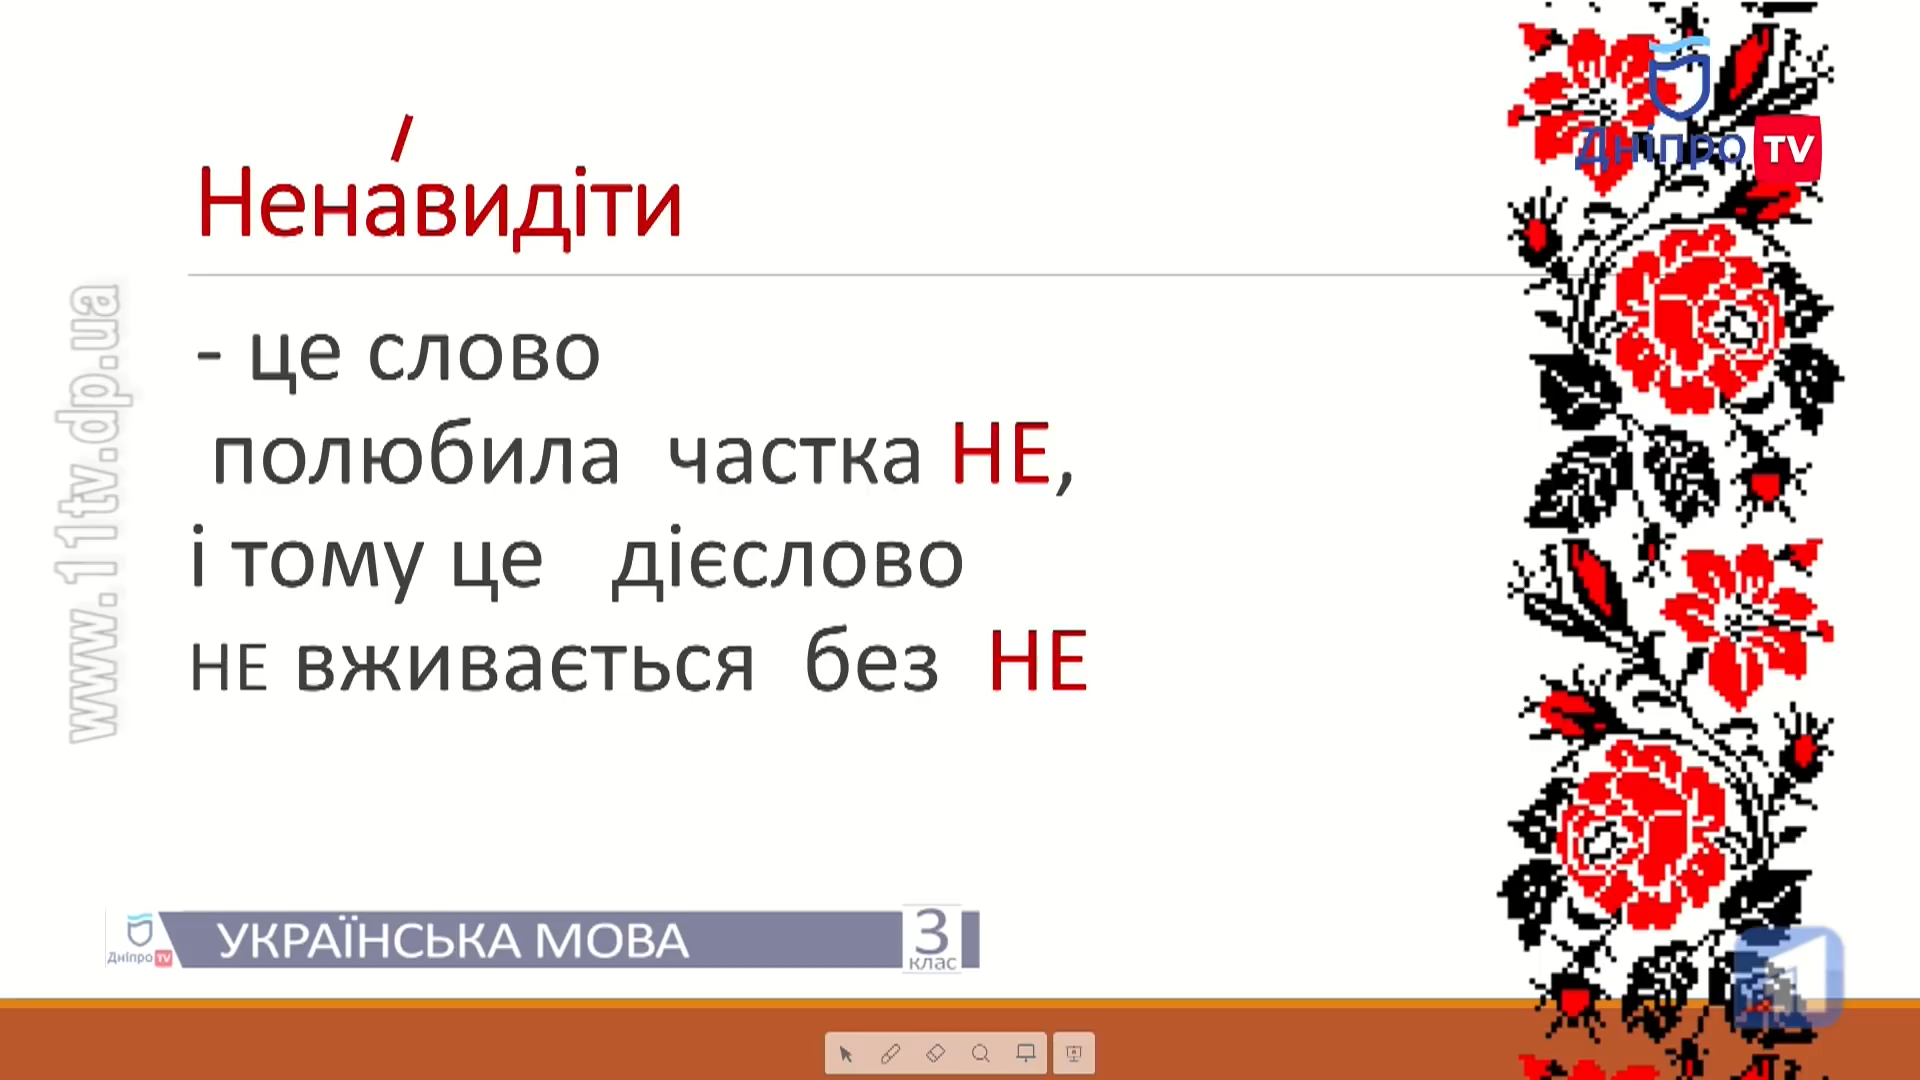 Дніпро TV
Ненавидіти
- це слово
полюбила частка НЕ,
і тому це дієслово
НЕ вживається без НЕ
www.11tv.dp.ua
Дніпро TV
УКРАЇНСЬКА МОВА
3
клас